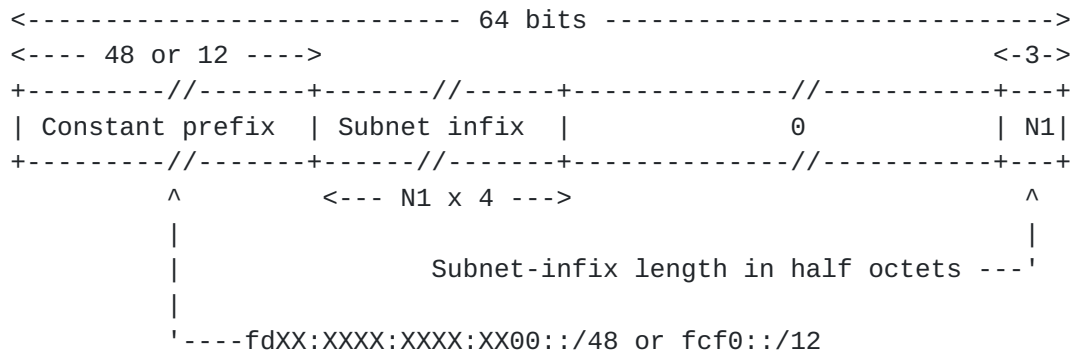 <---------------------------- 64 bits ----------------------------->
<---- 48 or 12 ---->                                           <-3->
+---------//-------+-------//------+--------------//-----------+---+
| Constant prefix  | Subnet infix  |              0            | N1|
+---------//-------+------//-------+--------------//-----------+---+
          ^         <--- N1 x 4 --->                             ^
          |                                                      |
          |                Subnet-infix length in half octets ---'
          |
          '----fdXX:XXXX:XXXX:XX00::/48 or fcf0::/12